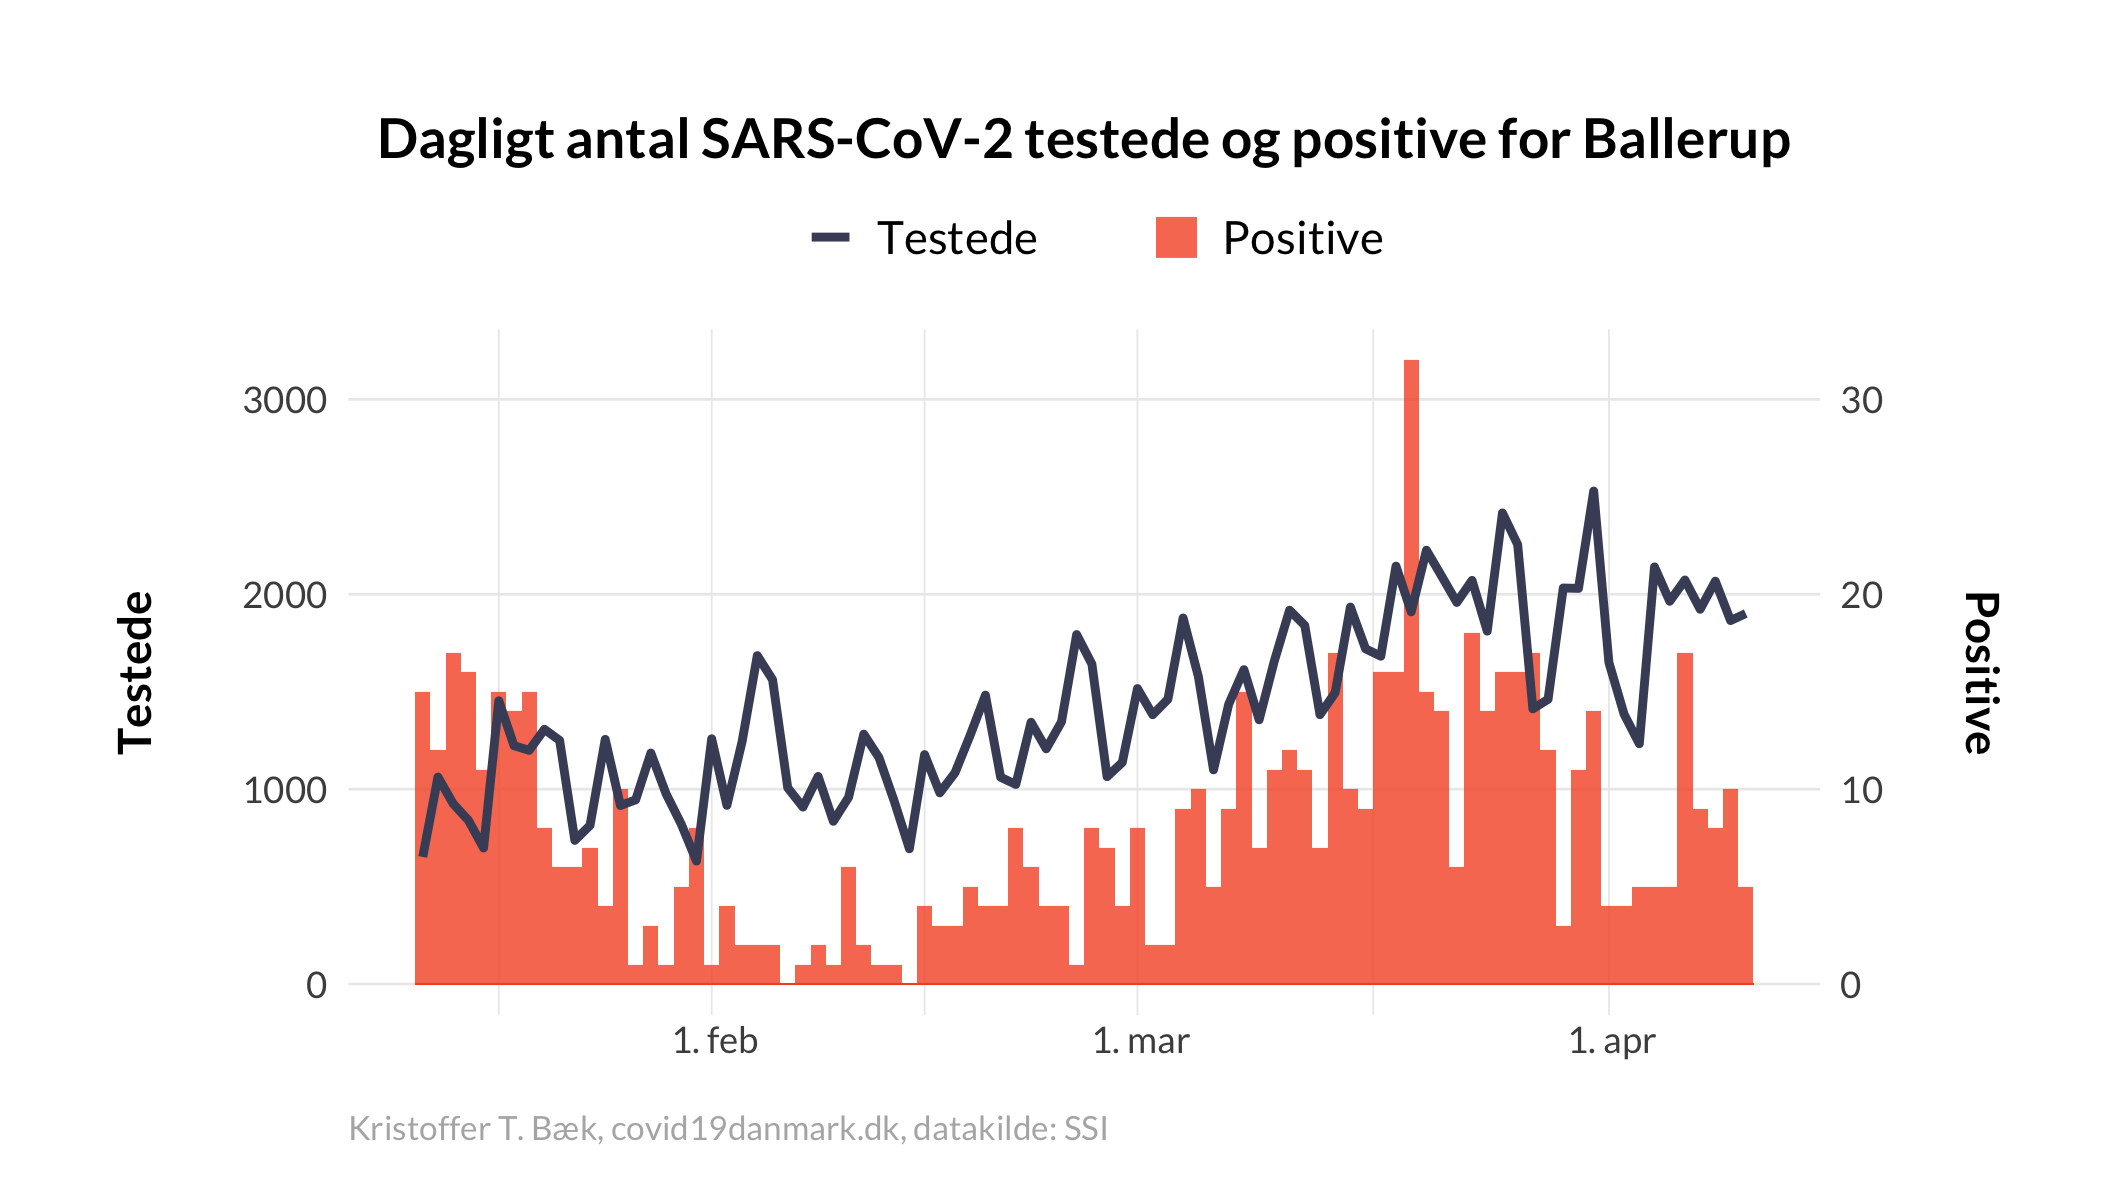 Dagligt antal SARS-CoV-2 testede og positive for Ballerup
Testede
Positive
Testede
3000
2000
1000
0
30
20
10
0
Positive
1. feb
1. mar
1. apr
Kristoffer T. Bæk, covid19danmark.dk, datakilde: SSI